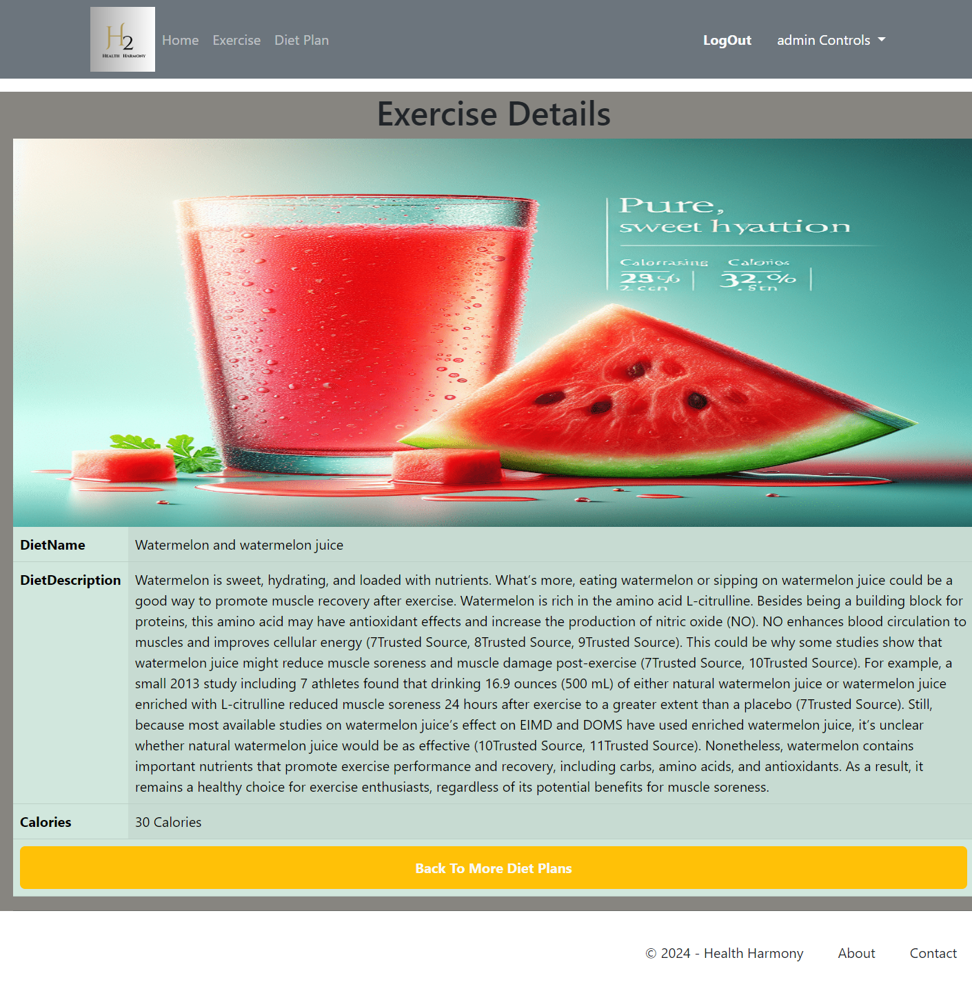 H2
HEALTH HARMONY
Home Exercise Diet Plan LogOut admin Controls
Exercise Details
Pure,
sweet hyattion
Calories
32.%
DietName Watermelon and watermelon juice
DietDescription Watermelon is sweet, hydrating, and loaded with nutrients. What’s more, eating watermelon or sipping on watermelon juice could be a
good way to promote muscle recovery after exercise. Watermelon is rich in the amino acid L-citrulline. Besides being a building block for
proteins, this amino acid may have antioxidant effects and increase the production of nitric oxide (NO). NO enhances blood circulation to
muscles and improves cellular energy (7Trusted Source, 8Trusted Source, 9Trusted Source). This could be why some studies show that
watermelon juice might reduce muscle soreness and muscle damage post-exercise (7Trusted Source, 10Trusted Source). For example, a
small 2013 study including 7 athletes found that drinking 16.9 ounces (500 mL) of either natural watermelon juice or watermelon juice
enriched with L-citrulline reduced muscle soreness 24 hours after exercise to a greater extent than a placebo (7Trusted Source). Still,
because most available studies on watermelon juice’s effect on EIMD and DOMS have used enriched watermelon juice, it’s unclear
whether natural watermelon juice would be as effective (10Trusted Source, 11Trusted Source). Nonetheless, watermelon contains
important nutrients that promote exercise performance and recovery, including carbs, amino acids, and antioxidants. As a result, it
remains a healthy choice for exercise enthusiasts, regardless of its potential benefits for muscle soreness.
Calories 30 Calories
Back To More Diet Plans
© 2024 - Health Harmony About Contact